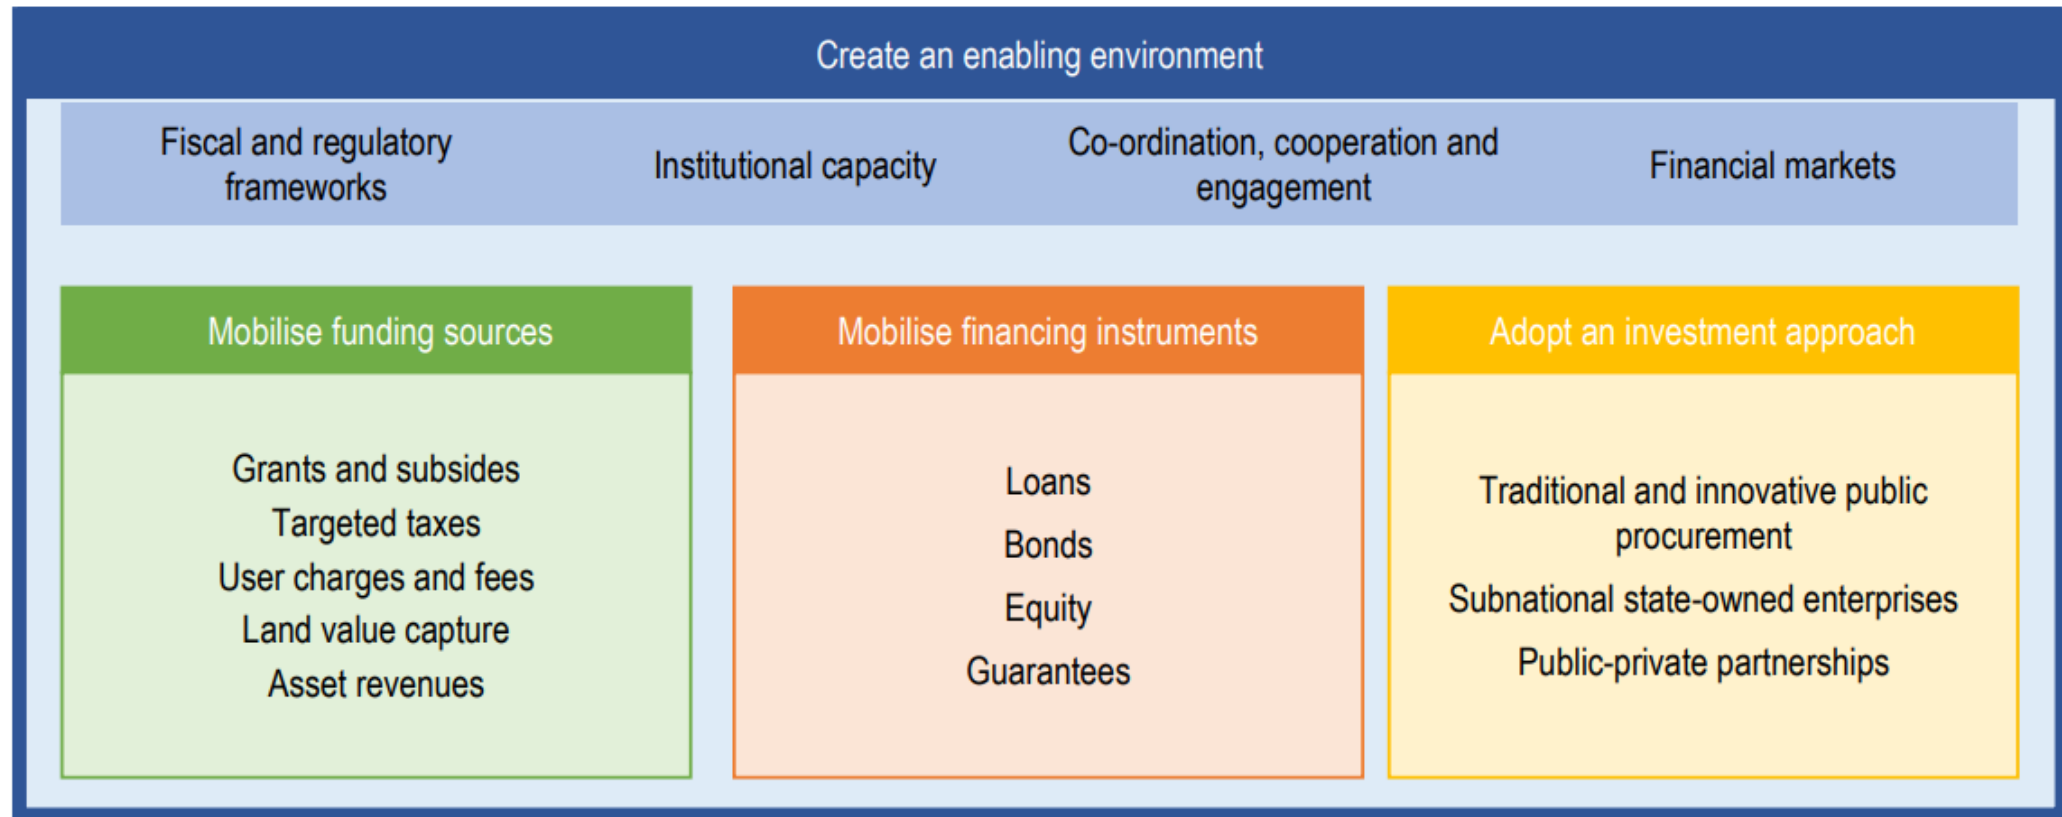 Create an enabling environment
Fiscal and regulatory
frameworks
Institutional capacity
Co-ordination, cooperation and
engagement
Financial markets
Mobilise funding sources
Grants and subsides
Targeted taxes
User charges and fees
Land value capture
Asset revenues
Mobilise financing instruments
Loans
Bonds
Equity
Guarantees
Adopt an investment approach
Traditional and innovative public
procurement
Subnational state-owned enterprises
Public-private partnerships